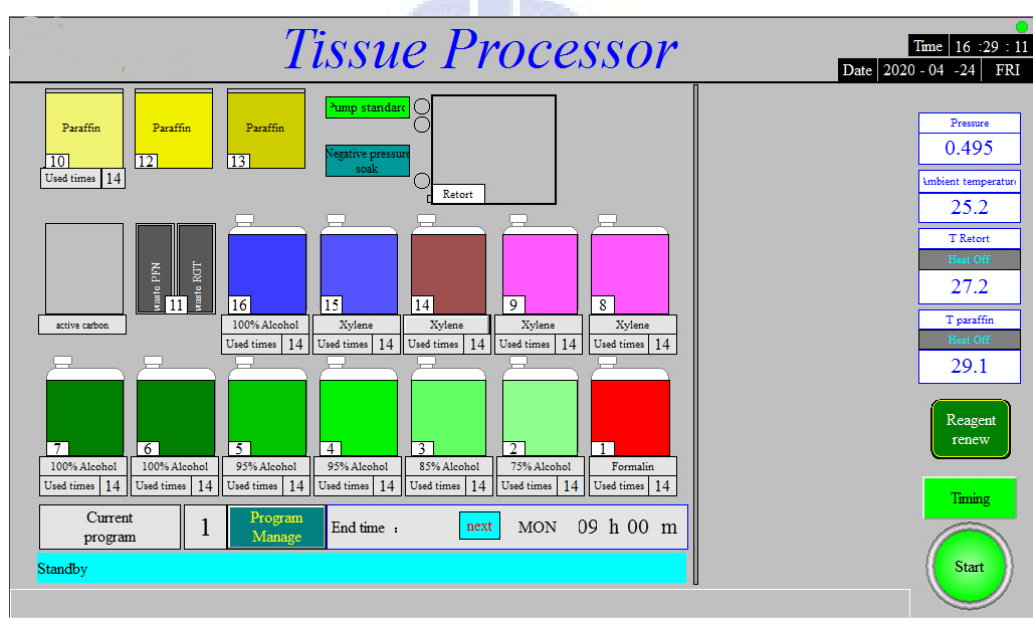 Tissue Processor
Time 16 :29 : 11
Date 2020 - 04 -24 FRI
Paraffin
10
Used times 14
Paraffin
12
Paraffin
13
Pump standard
Negative pressure
soak
Retort
active carbon
waste PFN
waste RGT
11
16
100% Alcohol
Used times 14
15
Xylene
Used times 14
14
Xylene
Used times 14
9
Xylene
Used times 14
8
Xylene
Used times 14
7
100% Alcohol
Used times 14
6
100% Alcohol
Used times 14
5
95% Alcohol
Used times 14
4
95% Alcohol
Used times 14
3
85% Alcohol
Used times 14
2
75% Alcohol
Used times 14
1
Formalin
Used times 14
Current
program
1
Program
Manage
End time :
next
MON 09 h 00 m
Standby
Pressure
0.495
Ambient temperature
25.2
T Retort
Heat Off
27.2
T paraffin
Heat Off
29.1
Reagent
renew
Timing
Start